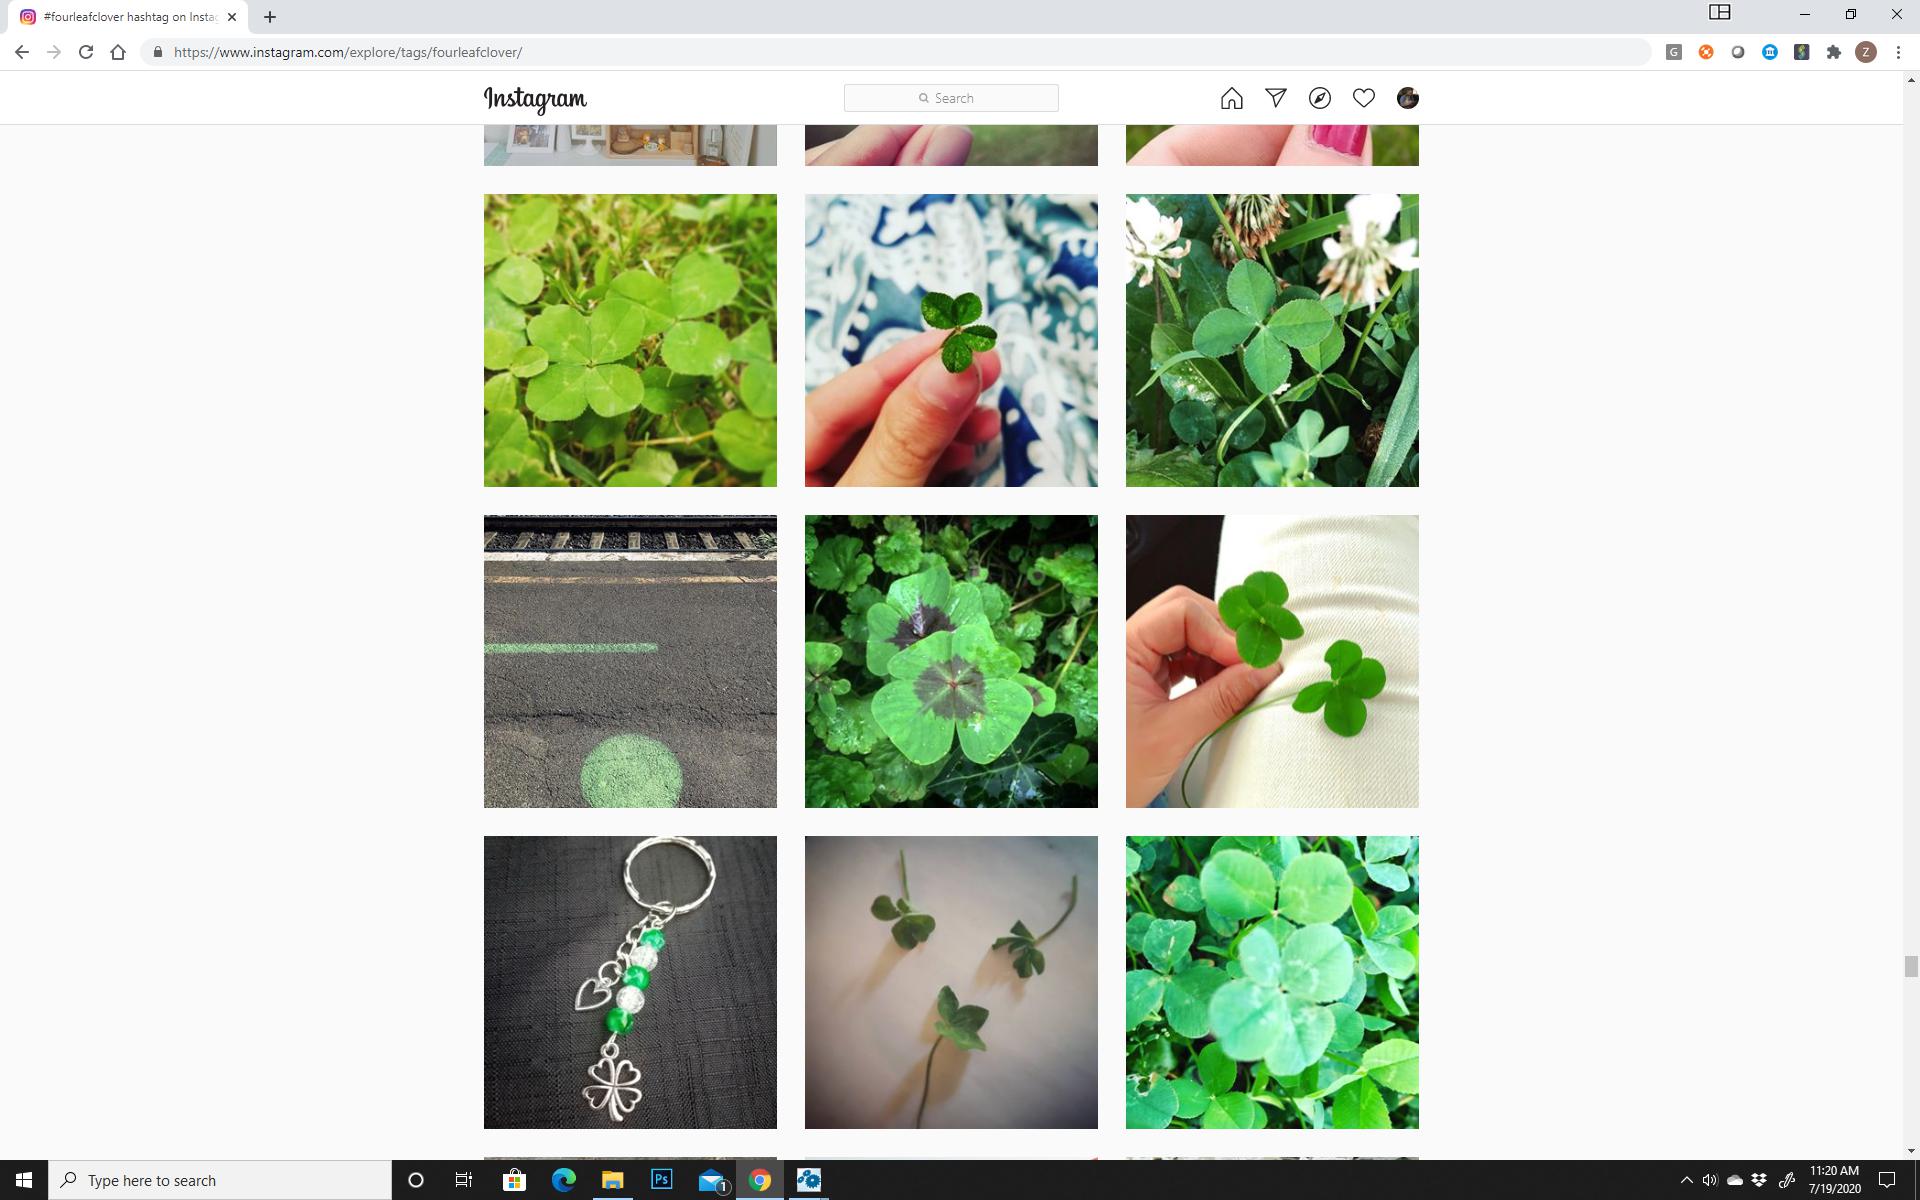 #fourleafclover hashtag on Insta
https://www.instagram.com/explore/tags/fourleafclover/
G
Z
Instagram
Search
Type here to search
Ps
1
11:20 AM
7/19/2020